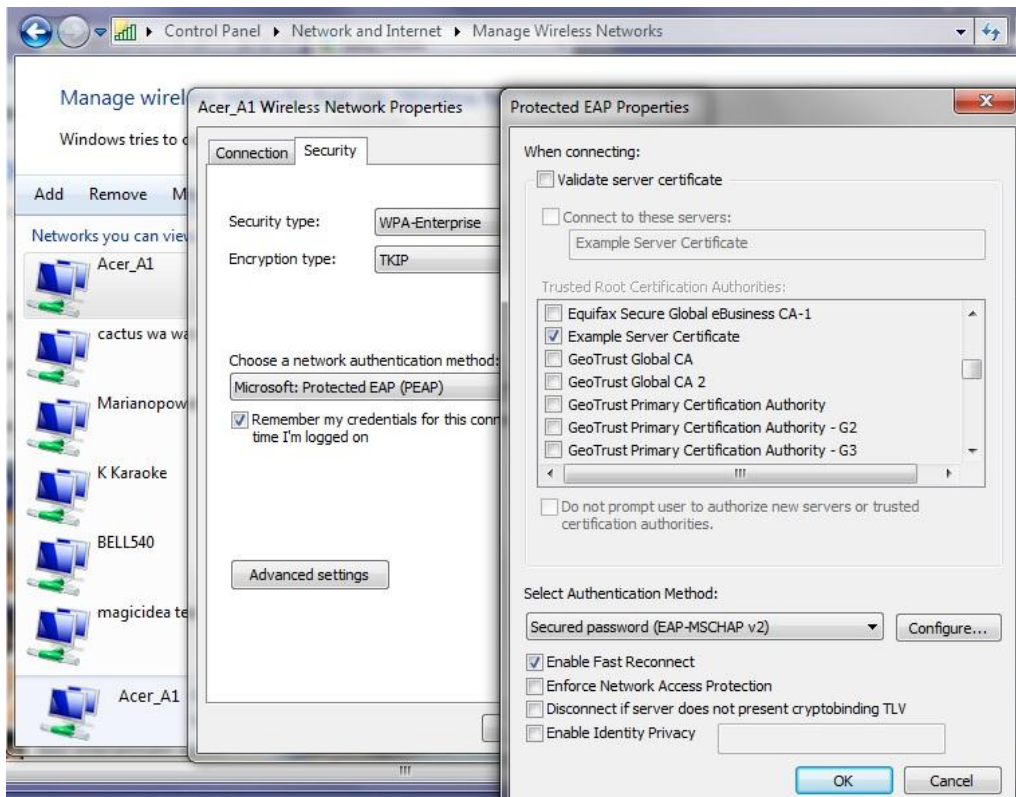 Control Panel
Network and Internet
Manage Wireless Networks
Manage wirel
Windows tries to
Add Remove M
Networks you can view
Acer_A1
cactus wa wa
Marianopow
K Karaoke
BELL540
magicidea te
Acer_A1
Acer_A1 Wireless Network Properties
Connection Security
Security type: WPA-Enterprise
Encryption type: TKIP
Choose a network authentication method:
Microsoft: Protected EAP (PEAP)
Remember my credentials for this conn
time I'm logged on
Advanced settings
Protected EAP Properties
When connecting:
Validate server certificate
Connect to these servers:
Example Server Certificate
Trusted Root Certification Authorities:
Equifax Secure Global eBusiness CA-1
Example Server Certificate
GeoTrust Global CA
GeoTrust Global CA 2
GeoTrust Primary Certification Authority
GeoTrust Primary Certification Authority - G2
GeoTrust Primary Certification Authority - G3
Do not prompt user to authorize new servers or trusted
certification authorities.
Select Authentication Method:
Secured password (EAP-MSCHAP v2) Configure...
Enable Fast Reconnect
Enforce Network Access Protection
Disconnect if server does not present cryptobinding TLV
Enable Identity Privacy
OK Cancel